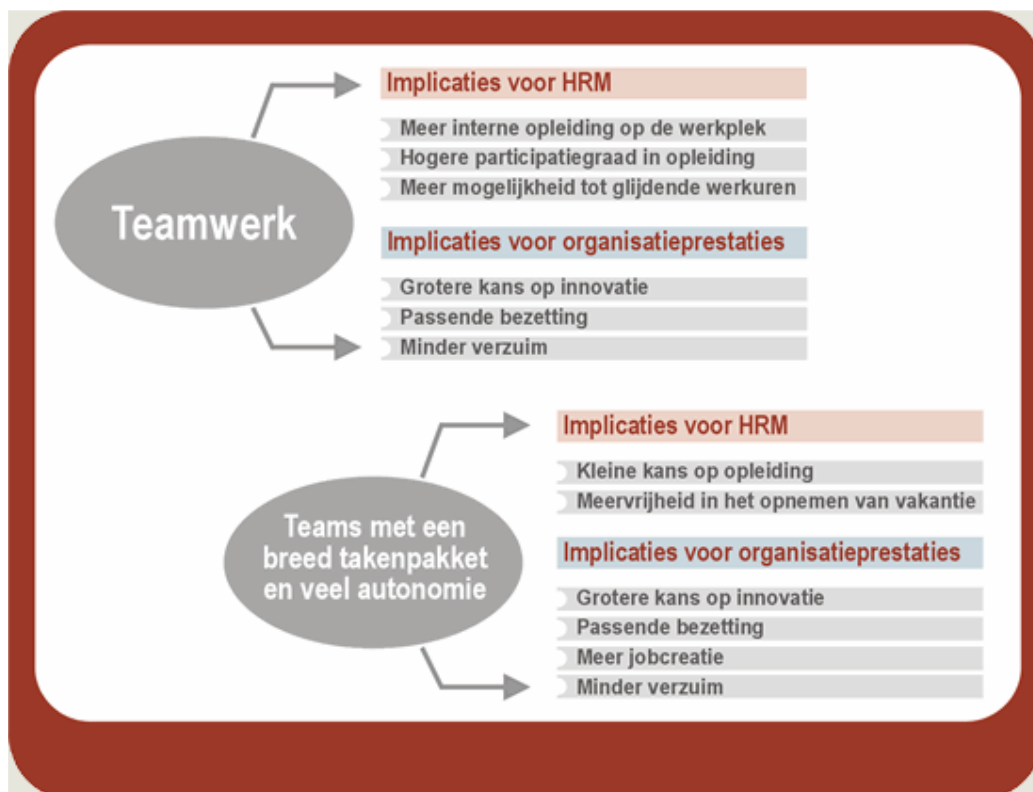 Implicaties voor HRM
Meer interne opleiding op de werkplek
Hogere participatiegraad in opleiding
Meer mogelijkheid tot glijdende werkuren
Teamwerk
Implicaties voor organisatieprestaties
Grotere kans op innovatie
Passende bezetting
Minder verzuim
Implicaties voor HRM
Kleine kans op opleiding
Meervrijheid in het opnemen van vakantie
Teams met een
breed takenpakket
en veel autonomie
Implicaties voor organisatieprestaties
Grotere kans op innovatie
Passende bezetting
Meer jobcreatie
Minder verzuim